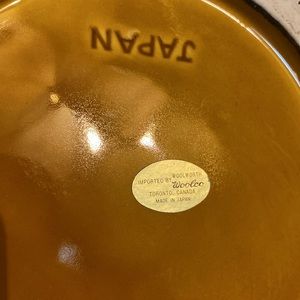 JAPAN
WOOLWORTH
IMPORTED BY Woolco
TORONTO, CANADA
MADE IN JAPAN